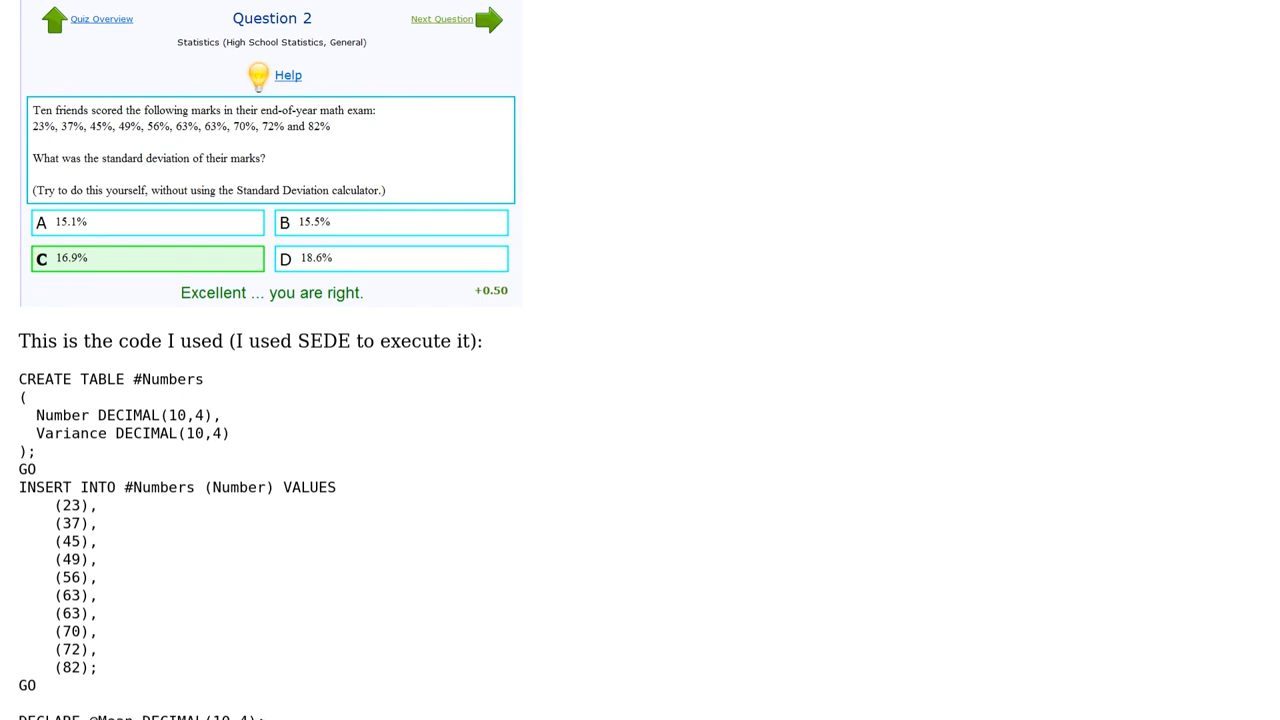 Quiz Overview Question 2 Next Question
Statistics (High School Statistics, General)
Help
Ten friends scored the following marks in their end-of-year math exam:
23%, 37%, 45%, 49%, 56%, 63%, 63%, 70%, 72% and 82%
What was the standard deviation of their marks?
(Try to do this yourself, without using the Standard Deviation calculator.)
A 15.1% B 15.5%
C 16.9% D 18.6%
Excellent ... you are right. +0.50
This is the code I used (I used SEDE to execute it):
CREATE TABLE #Numbers
(
Number DECIMAL(10,4),
Variance DECIMAL(10,4)
);
GO
INSERT INTO #Numbers (Number) VALUES
(23),
(37),
(45),
(49),
(56),
(63),
(63),
(70),
(72),
(82);
GO
DECLARE @Mean DECIMAL(10,4);